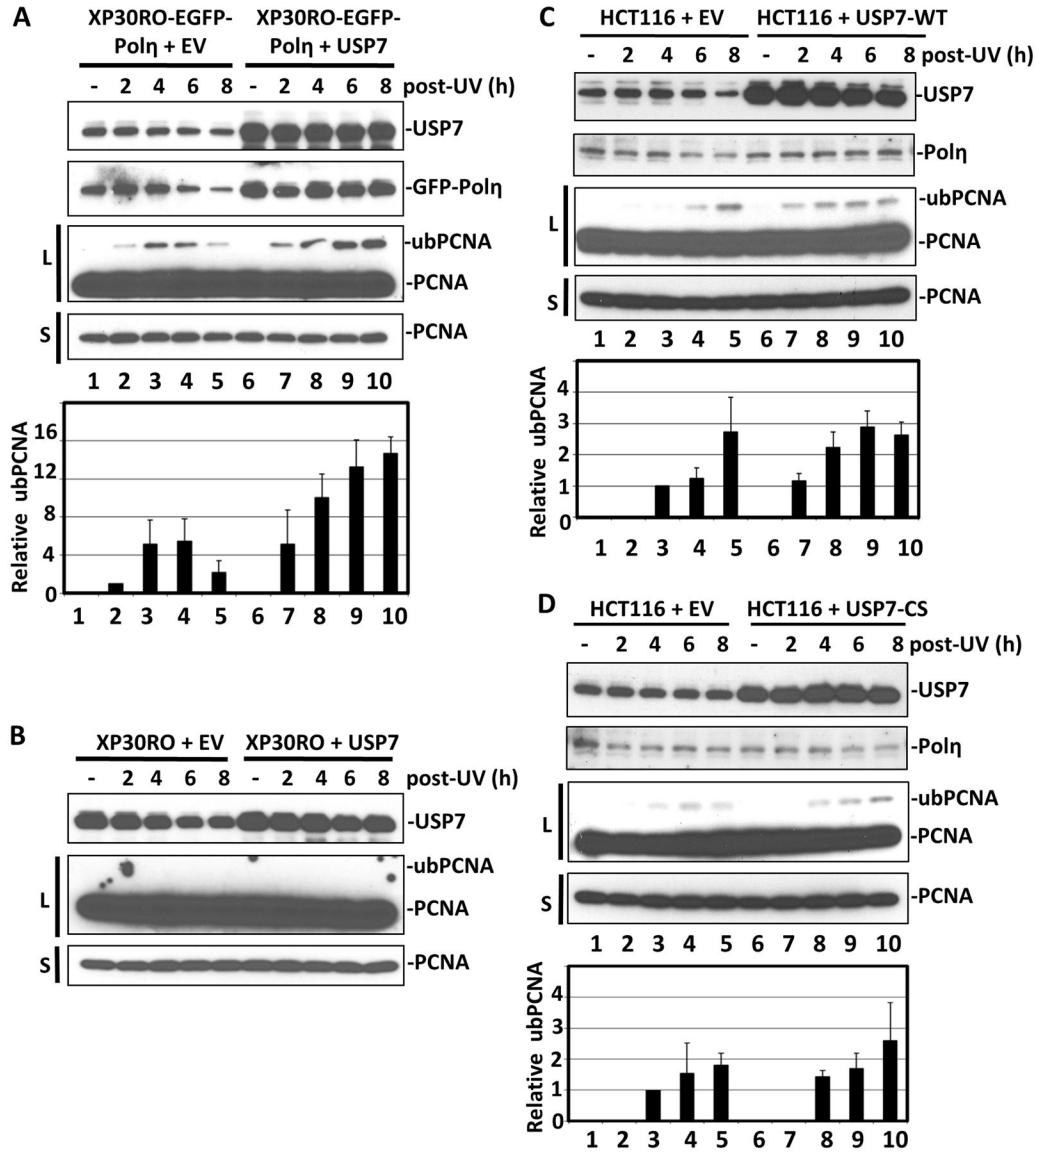 A
XP30RO-EGFP- XP30RO-EGFP-
Polη + EV Polη + USP7
- 2 4 6 8 - 2 4 6 8 post-UV (h)
-USP7
-GFP-Polη
-ubPCNA
L
-PCNA
S -PCNA
1 2 3 4 5 6 7 8 9 10
Relative ubPCNA
16
12
8
4
0
1 2 3 4 5 6 7 8 9 10
B
XP30RO + EV XP30RO + USP7
- 2 4 6 8 - 2 4 6 8 post-UV (h)
-USP7
-ubPCNA
L
-PCNA
S -PCNA
C
HCT116 + EV HCT116 + USP7-WT
- 2 4 6 8 - 2 4 6 8 post-UV (h)
-USP7
-Polη
-ubPCNA
L
-PCNA
S -PCNA
1 2 3 4 5 6 7 8 9 10
Relative ubPCNA
4
3
2
1
0
1 2 3 4 5 6 7 8 9 10
D
HCT116 + EV HCT116 + USP7-CS
- 2 4 6 8 - 2 4 6 8 post-UV (h)
-USP7
-Polη
-ubPCNA
L
-PCNA
S -PCNA
1 2 3 4 5 6 7 8 9 10
Relative ubPCNA
4
3
2
1
0
1 2 3 4 5 6 7 8 9 10